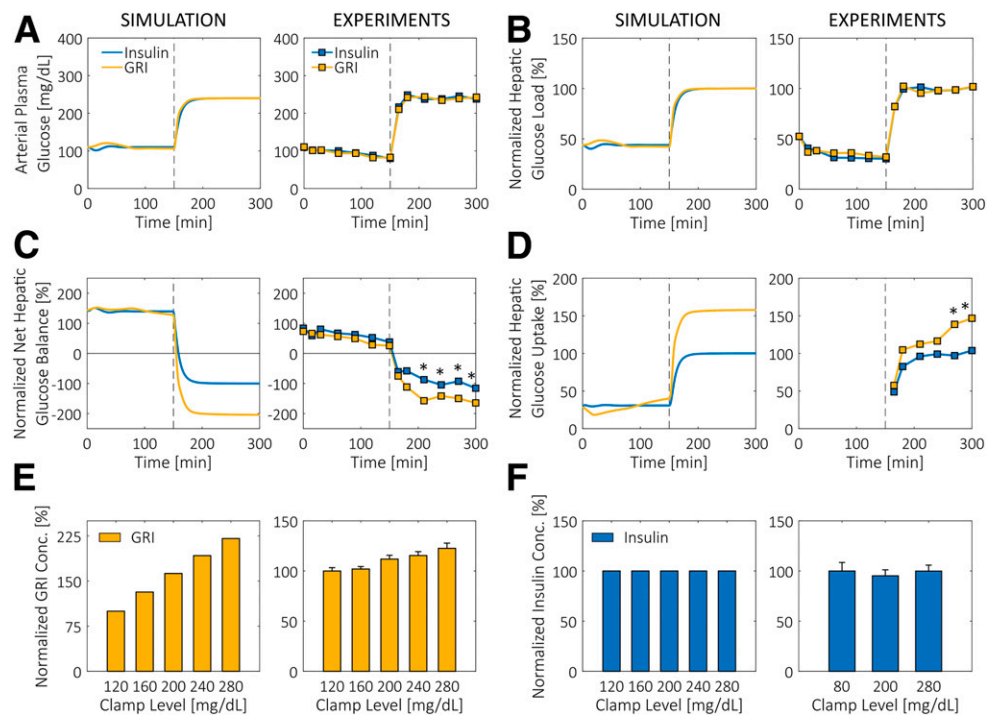 A
SIMULATION
EXPERIMENTS
Arterial Plasma
Glucose [mg/dL]
400
300
200
100
0
Insulin
GRI
0 100 200 300
Time [min]
400
300
200
100
0
Insulin
GRI
0 100 200 300
Time [min]
B
SIMULATION
EXPERIMENTS
Normalized Hepatic
Glucose Load [%]
150
100
50
0
0 100 200 300
Time [min]
150
100
50
0
0 100 200 300
Time [min]
C
Normalized Net Hepatic
Glucose Balance [%]
200
100
0
-100
-200
0 100 200 300
Time [min]
200
100
0
-100
-200
* * * *
0 100 200 300
Time [min]
D
Normalized Hepatic
Glucose Uptake [%]
200
150
100
50
0
0 100 200 300
Time [min]
200
150
100
50
0
* *
0 100 200 300
Time [min]
E
Normalized GRI Conc. [%]
225
150
75
0
GRI
120 160 200 240 280
Clamp Level [mg/dL]
150
100
50
0
120 160 200 240 280
Clamp Level [mg/dL]
F
Normalized Insulin Conc. [%]
150
100
50
0
Insulin
120 160 200 240 280
Clamp Level [mg/dL]
150
100
50
0
80 200 280
Clamp Level [mg/dL]